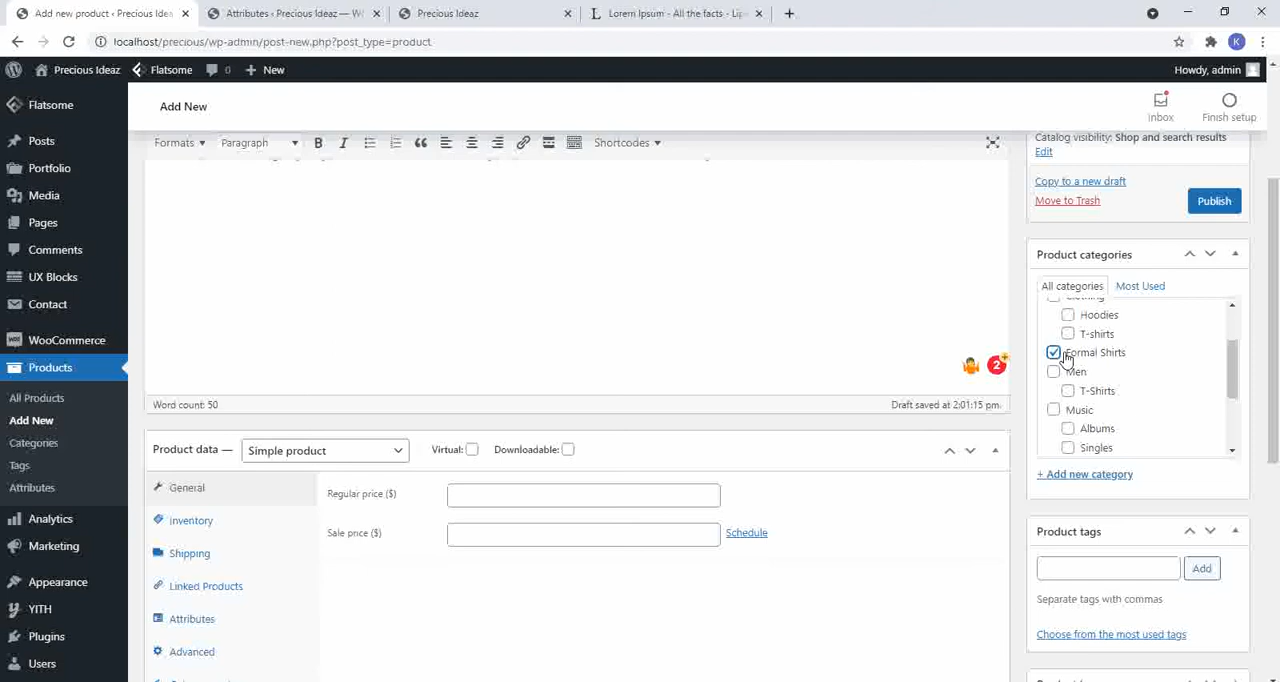 Add new product ‹ Precious Idea
Attributes ‹ Precious Ideaz — W
Precious Ideaz
Lorem Ipsum - All the facts - Lip
localhost/precious/wp-admin/post-new.php?post_type=product
K
Precious Ideaz
Flatsome
0
New
Howdy, admin
Flatsome
Add New
Inbox
Finish setup
Posts
Portfolio
Media
Pages
Comments
UX Blocks
Contact
WooCommerce
Products
All Products
Add New
Categories
Tags
Attributes
Analytics
Marketing
Appearance
YITH
Plugins
Users
Formats
Paragraph
B
I
Shortcodes
2
Word count: 50
Draft saved at 2:01:15 pm.
Product data —
Simple product
Virtual:
Downloadable:
General
Inventory
Shipping
Linked Products
Attributes
Advanced
Regular price ($)
Sale price ($)
Schedule
Catalog visibility: Shop and search results
Edit
Copy to a new draft
Move to Trash
Publish
Product categories
All categories
Most Used
Clothing
Hoodies
T-shirts
Formal Shirts
Men
T-Shirts
Music
Albums
Singles
+ Add new category
Product tags
Add
Separate tags with commas
Choose from the most used tags